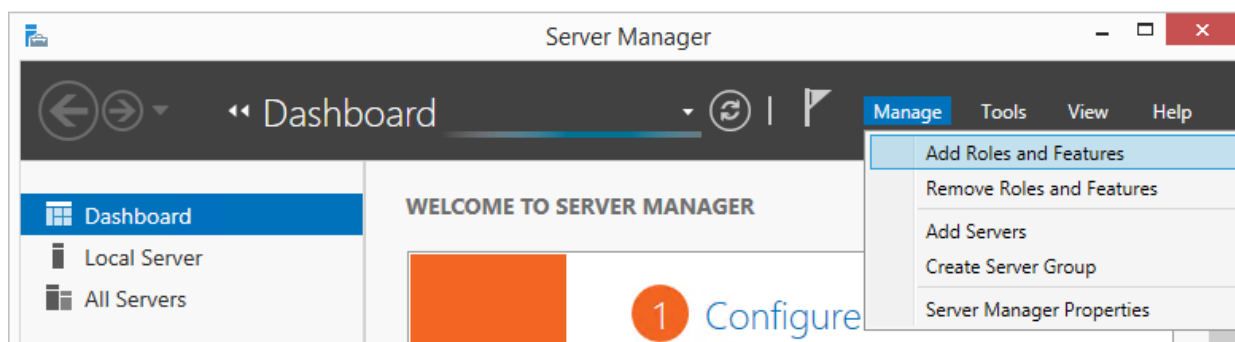 Server Manager
Dashboard
Manage Tools View Help
Add Roles and Features
Remove Roles and Features
Add Servers
Create Server Group
Server Manager Properties
Dashboard
Local Server
All Servers
WELCOME TO SERVER MANAGER
1 Configure